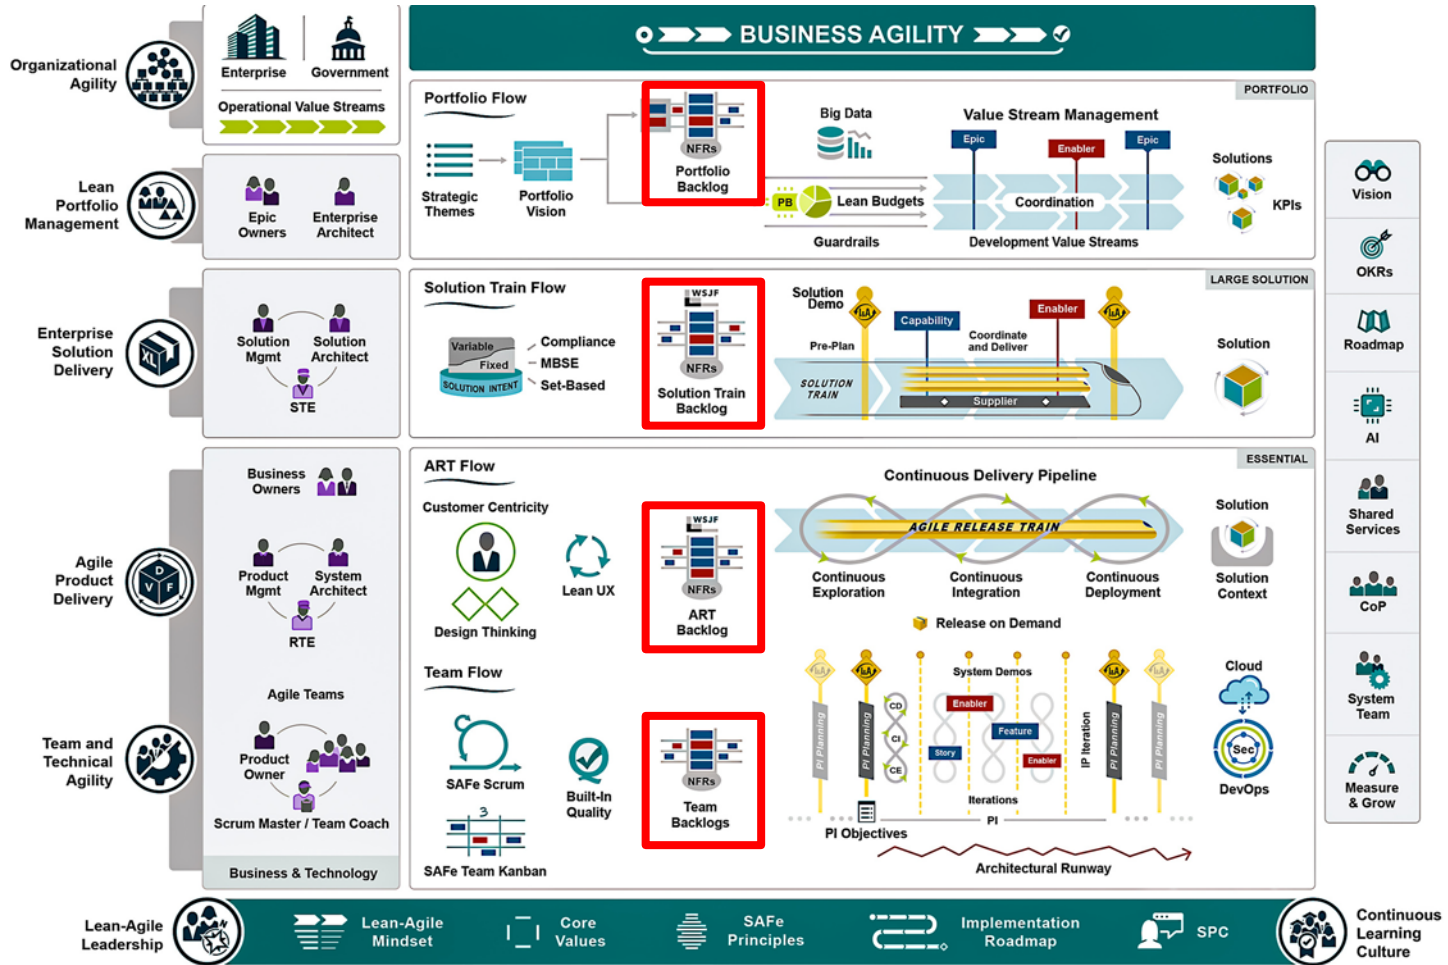 Organizational
Agility
Enterprise
Government
Operational Value Streams
BUSINESS AGILITY
Lean
Portfolio
Management
Epic
Owners
Enterprise
Architect
PORTFOLIO
Portfolio Flow
Strategic
Themes
Portfolio
Vision
NFRs
Portfolio
Backlog
Big Data
PB
Lean Budgets
Guardrails
Value Stream Management
Epic
Enabler
Epic
Coordination
Development Value Streams
Solutions
KPIs
Enterprise
Solution
Delivery
XL
Solution
Mgmt
Solution
Architect
STE
LARGE SOLUTION
Solution Train Flow
Variable
Fixed
SOLUTION INTENT
Compliance
MBSE
Set-Based
WSJF
NFRs
Solution Train
Backlog
Solution
Demo
Pre-Plan
I&A
Capability
Coordinate
and Deliver
Enabler
I&A
SOLUTION
TRAIN
Supplier
Solution
Agile
Product
Delivery
D
V F
Business
Owners
Product
Mgmt
System
Architect
RTE
ESSENTIAL
ART Flow
Customer Centricity
Lean UX
Design Thinking
WSJF
NFRs
ART
Backlog
Continuous Delivery Pipeline
AGILE RELEASE TRAIN
Continuous
Exploration
Continuous
Integration
Continuous
Deployment
Release on Demand
Solution
Solution
Context
Team and
Technical
Agility
Agile Teams
Product
Owner
Scrum Master / Team Coach
Business & Technology
Team Flow
SAFe Scrum
Built-In
Quality
3
SAFe Team Kanban
NFRs
Team
Backlogs
I&A
I&A
System Demos
I&A
I&A
PI Planning
PI Planning
CD
CI
CE
Enabler
Story
Feature
Enabler
IP Iteration
PI Planning
PI Planning
Iterations
PI
PI Objectives
Architectural Runway
Cloud
Sec
DevOps
Vision
OKRs
Roadmap
AI
Shared
Services
CoP
System
Team
Measure
& Grow
Lean-Agile
Leadership
Lean-Agile
Mindset
Core
Values
SAFe
Principles
Implementation
Roadmap
SPC
Continuous
Learning
Culture